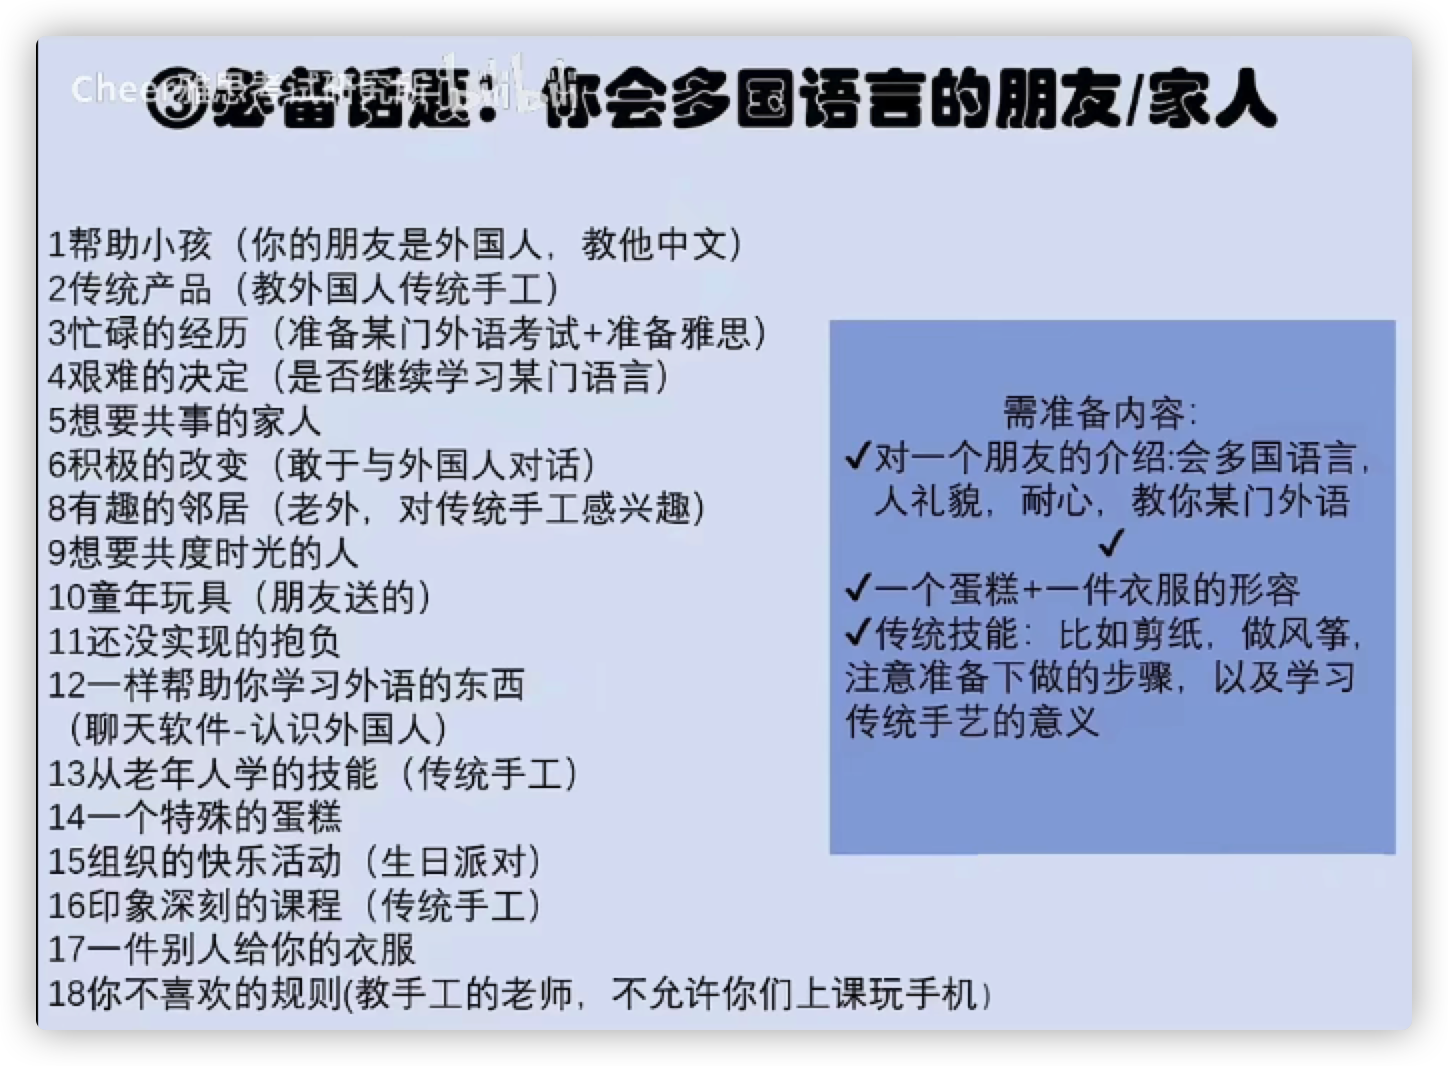 Cheer雅思考试研究所 bilibili
③必备话题：你会多国语言的朋友/家人
1帮助小孩（你的朋友是外国人，教他中文）
2传统产品（教外国人传统手工）
3忙碌的经历（准备某门外语考试+准备雅思）
4艰难的决定（是否继续学习某门语言）
5想要共事的家人
6积极的改变（敢于与外国人对话）
8有趣的邻居（老外，对传统手工感兴趣）
9想要共度时光的人
10童年玩具（朋友送的）
11还没实现的抱负
12一样帮助你学习外语的东西
（聊天软件-认识外国人）
13从老年人学的技能（传统手工）
14一个特殊的蛋糕
15组织的快乐活动（生日派对）
16印象深刻的课程（传统手工）
17一件别人给你的衣服
18你不喜欢的规则(教手工的老师，不允许你们上课玩手机）
需准备内容：
✓对一个朋友的介绍:会多国语言，
人礼貌，耐心，教你某门外语
✓
✓一个蛋糕+一件衣服的形容
✓传统技能：比如剪纸，做风筝，
注意准备下做的步骤，以及学习
传统手艺的意义